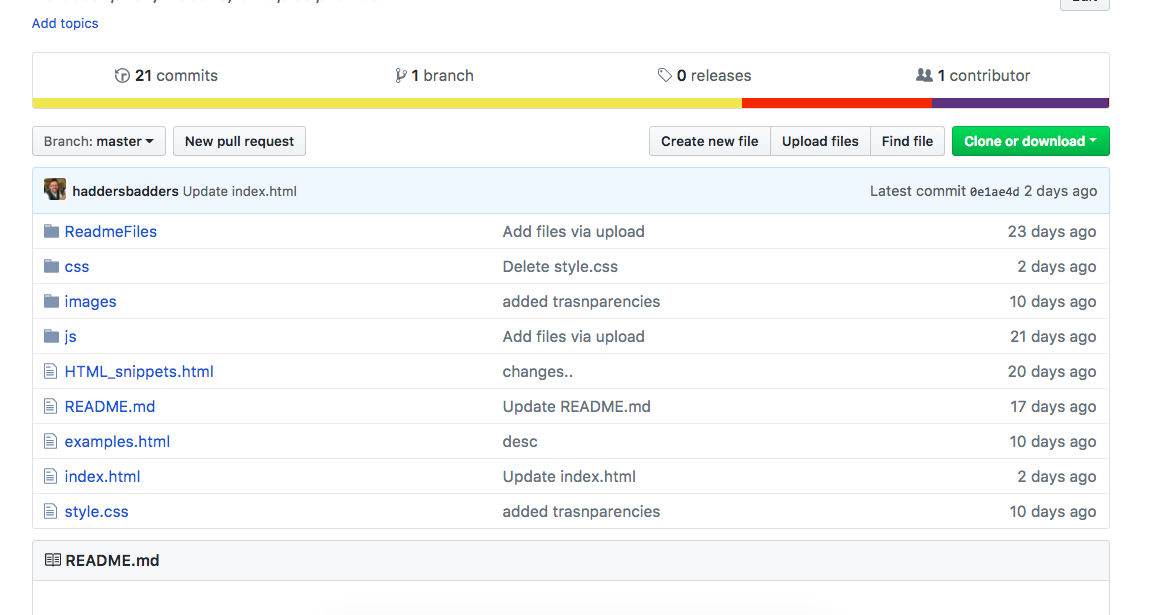 Add topics
21 commits 1 branch 0 releases 1 contributor
Branch: master New pull request Create new file Upload files Find file Clone or download
haddersbadders Update index.html Latest commit 0e1ae4d 2 days ago
ReadmeFiles Add files via upload 23 days ago
css Delete style.css 2 days ago
images added trasnparencies 10 days ago
js Add files via upload 21 days ago
HTML_snippets.html changes.. 20 days ago
README.md Update README.md 17 days ago
examples.html desc 10 days ago
index.html Update index.html 2 days ago
style.css added trasnparencies 10 days ago
README.md